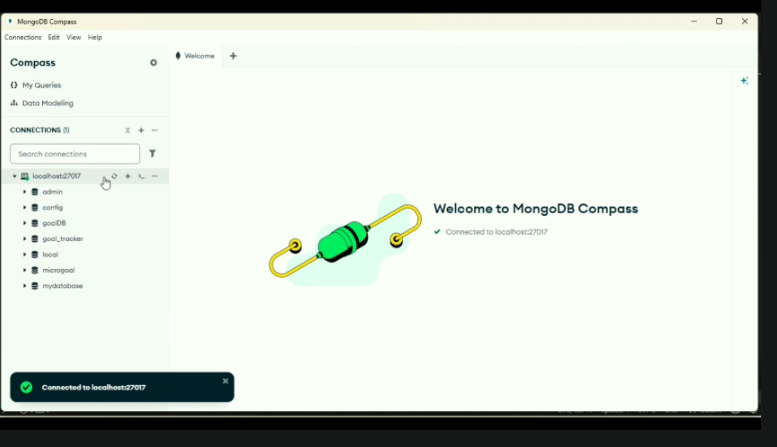 MongoDB Compass
Connections Edit View Help
Compass
Welcome
My Queries
Data Modeling
CONNECTIONS (1)
Search connections
localhost:27017
admin
config
goalDB
goal_tracker
local
microgoal
mydatabase
Welcome to MongoDB Compass
Connected to localhost:27017
Connected to localhost:27017